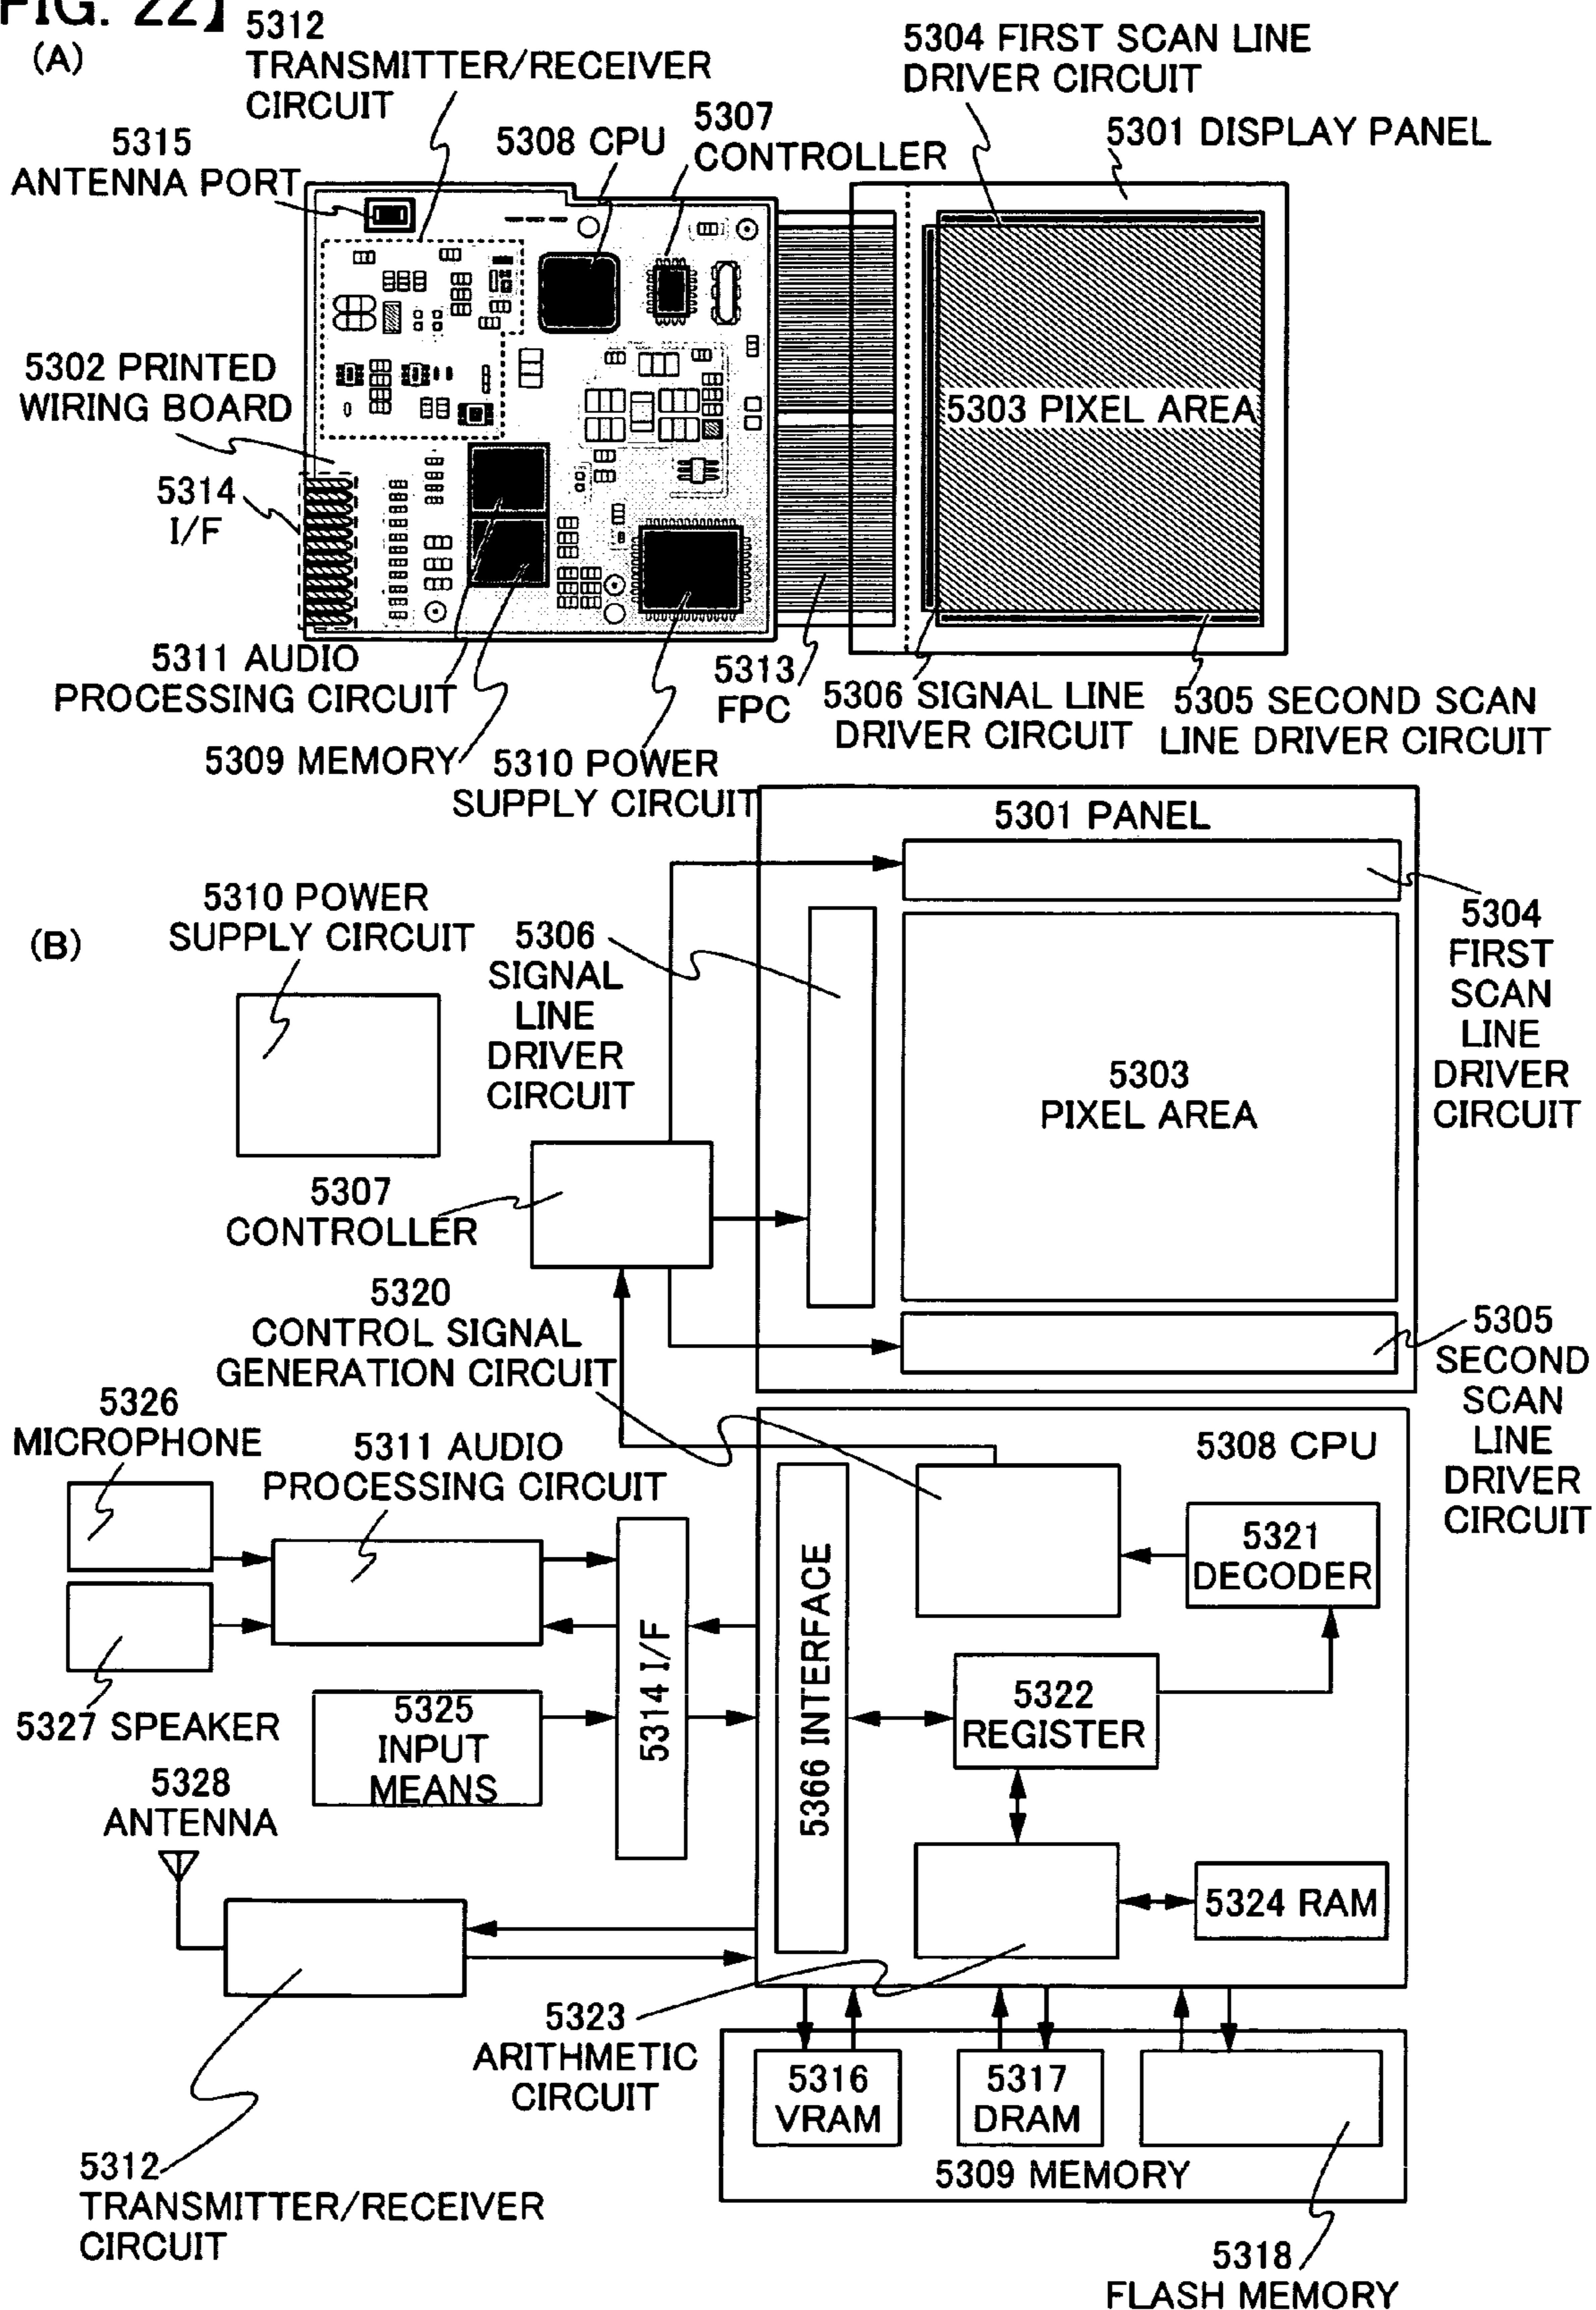 FIG. 22】
(A)
5312
TRANSMITTER/RECEIVER
CIRCUIT
5304 FIRST SCAN LINE
DRIVER CIRCUIT
5315
ANTENNA PORT
5308 CPU
5307
CONTROLLER
5301 DISPLAY PANEL
5302 PRINTED
WIRING BOARD
5303 PIXEL AREA
5314
I/F
5311 AUDIO
PROCESSING CIRCUIT
5313
FPC
5306 SIGNAL LINE
DRIVER CIRCUIT
5305 SECOND SCAN
LINE DRIVER CIRCUIT
5309 MEMORY
5310 POWER
SUPPLY CIRCUIT
(B)
5301 PANEL
5310 POWER
SUPPLY CIRCUIT
5306
SIGNAL
LINE
DRIVER
CIRCUIT
5304
FIRST
SCAN
LINE
DRIVER
CIRCUIT
5303
PIXEL AREA
5307
CONTROLLER
5320
CONTROL SIGNAL
GENERATION CIRCUIT
5305
SECOND
SCAN
LINE
DRIVER
CIRCUIT
5326
MICROPHONE
5311 AUDIO
PROCESSING CIRCUIT
5308 CPU
5321
DECODER
5366 INTERFACE
5314 I/F
5322
REGISTER
5327 SPEAKER
5325
INPUT
MEANS
5328
ANTENNA
5324 RAM
5323
ARITHMETIC
CIRCUIT
5316
VRAM
5317
DRAM
5309 MEMORY
5312
TRANSMITTER/RECEIVER
CIRCUIT
5318
FLASH MEMORY